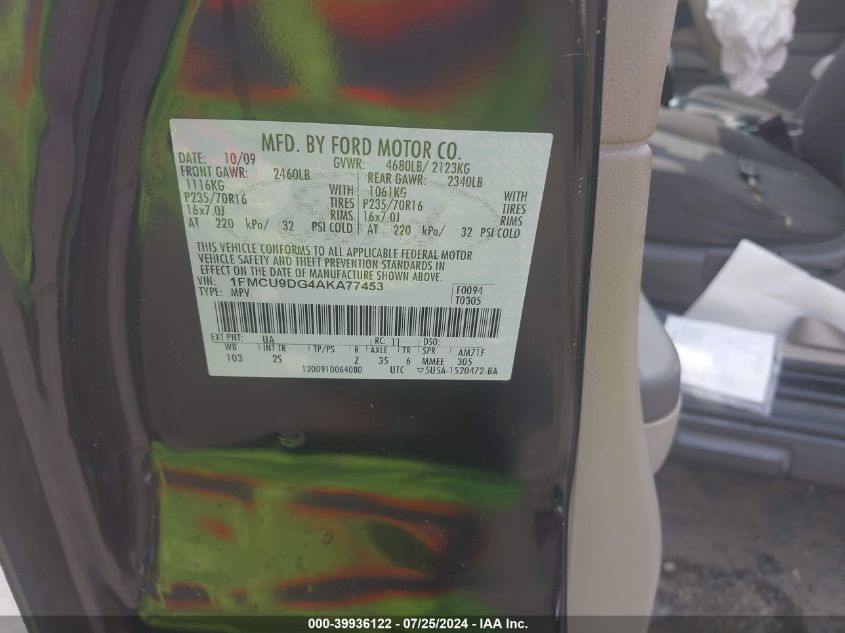 MFD. BY FORD MOTOR CO.
DATE: 10/09 GVWR: 4680LB/ 2123KG
FRONT GAWR: 2460LB REAR GAWR: 2340LB
1116KG WITH 1061KG WITH
P235/70R16 TIRES P235/70R16 TIRES
16x7.0J RIMS 16x7.0J RIMS
AT 220 kPa/ 32 PSI COLD AT 220 kPa/ 32 PSI COLD
THIS VEHICLE CONFORMS TO ALL APPLICABLE FEDERAL MOTOR
VEHICLE SAFETY AND THEFT PREVENTION STANDARDS IN
EFFECT ON THE DATE OF MANUFACTURE SHOWN ABOVE.
VIN: 1FMCU9DG4AKA77453 F0094
TYPE: MPV T0305
EXT PNT: UA RC: 11 DSO:
WB INT TR TP/PS R AXLE TR SPR AM71F
103 2S Z 35 6 MMEE 305
1200910064080 UTC ▽5U5A-1520472-BA
000-39936122 - 07/25/2024 - IAA Inc.